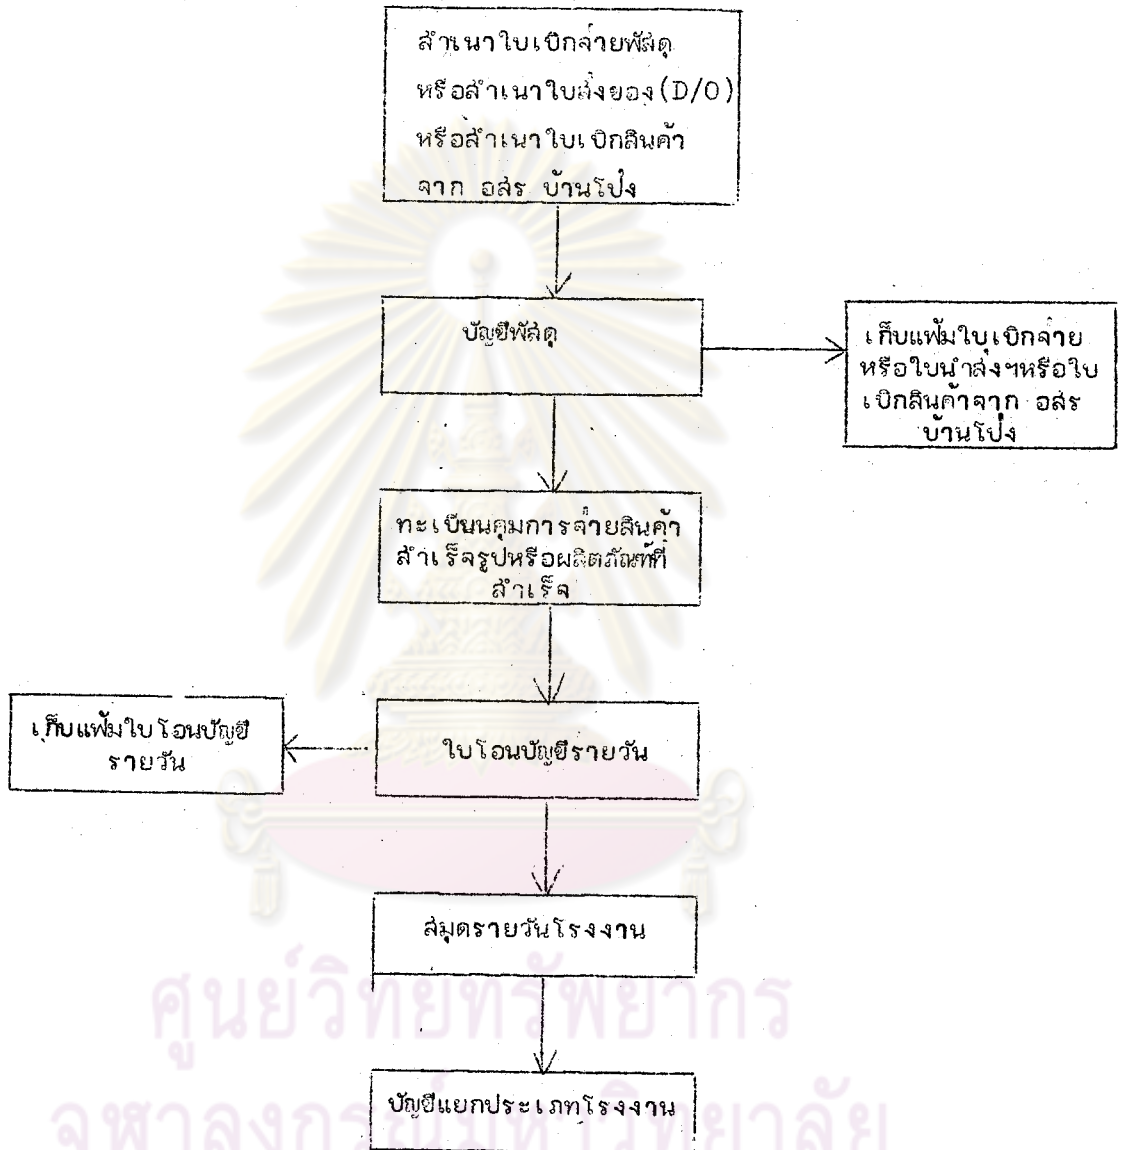 สำเนาใบเบิกจ่ายพัสดุ
หรือสำเนาใบส่งของ(D/O)
หรือสำเนาใบเบิกสินค้า
จาก อสร บ้านโป่ง
บัญชีพัสดุ
เก็บแฟ้มใบเบิกจ่าย
หรือใบนำส่งฯหรือใบ
เบิกสินค้าจาก อสร
บ้านโป่ง
ทะเบียนคุมการจ่ายสินค้า
สำเร็จรูปหรือผลิตภัณฑ์ที่
สำเร็จ
เก็บแฟ้มใบโอนบัญชี
รายวัน
ใบโอนบัญชีรายวัน
สมุดรายวันโรงงาน
บัญชีแยกประเภทโรงงาน
ศูนย์วิทยทรัพยากร
จุฬาลงกรณ์มหาวิทยาลัย